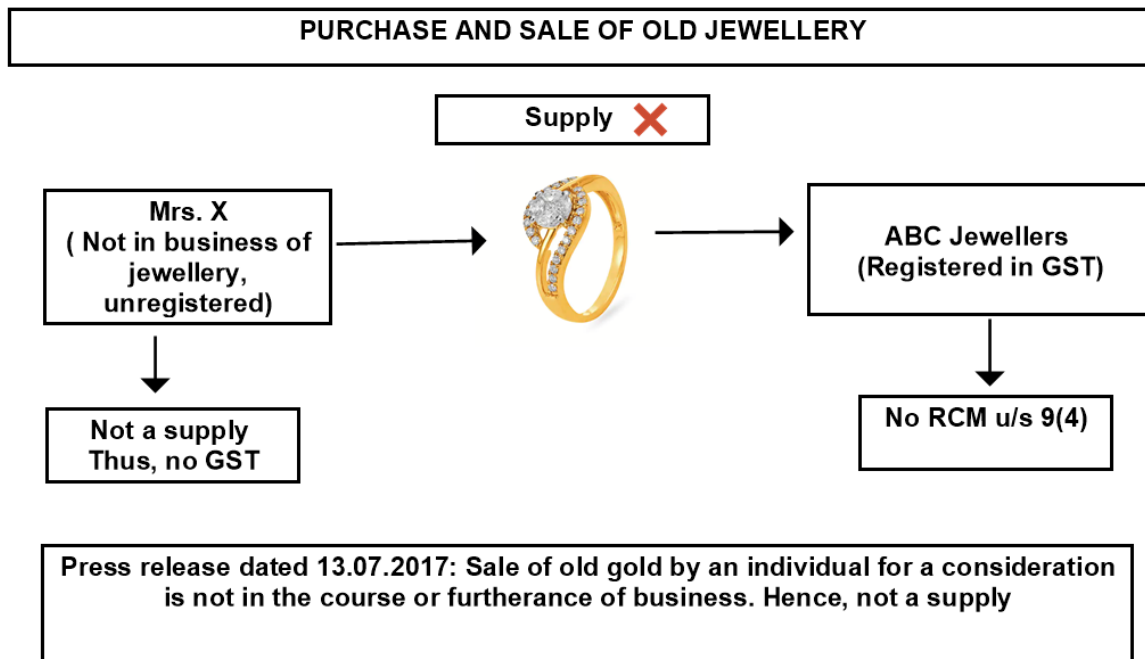 PURCHASE AND SALE OF OLD JEWELLERY
Supply
Mrs. X
( Not in business of
jewellery,
unregistered)
ABC Jewellers
(Registered in GST)
Not a supply
Thus, no GST
No RCM u/s 9(4)
Press release dated 13.07.2017: Sale of old gold by an individual for a consideration
is not in the course or furtherance of business. Hence, not a supply